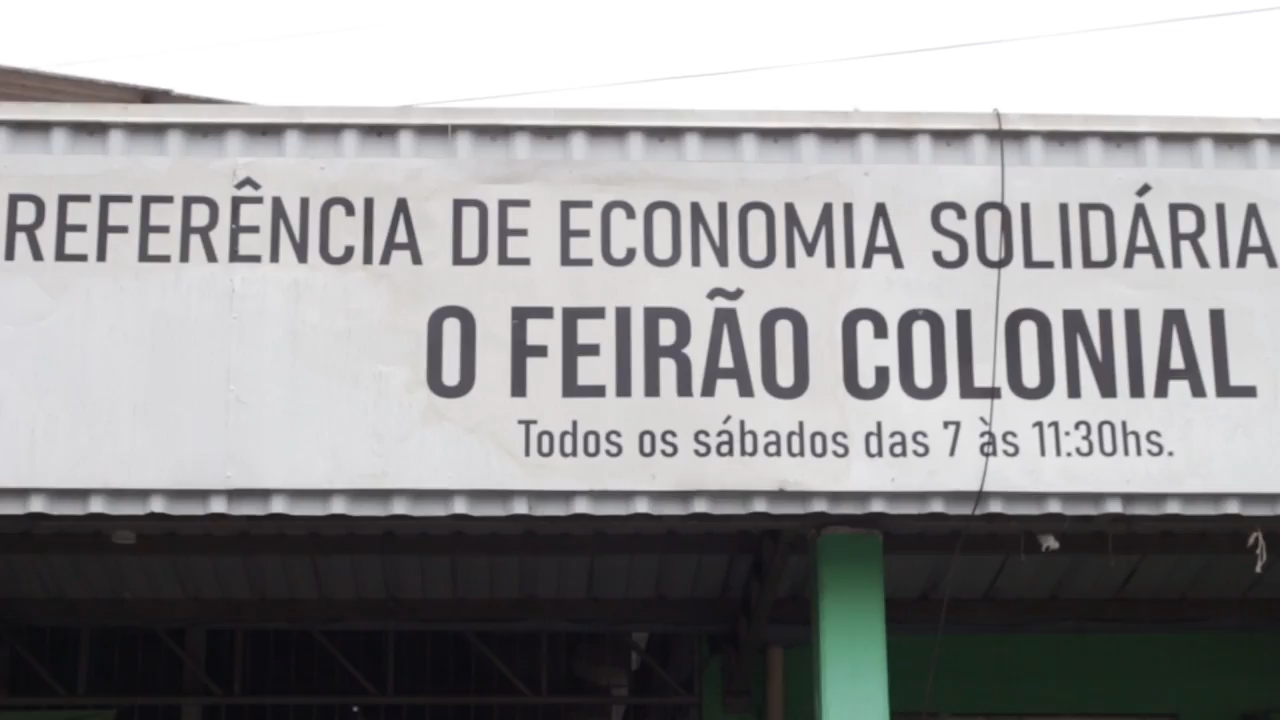 REFERÊNCIA DE ECONOMIA SOLIDÁRIA
O FEIRÃO COLONIAL
Todos os sábados das 7 às 11:30hs.